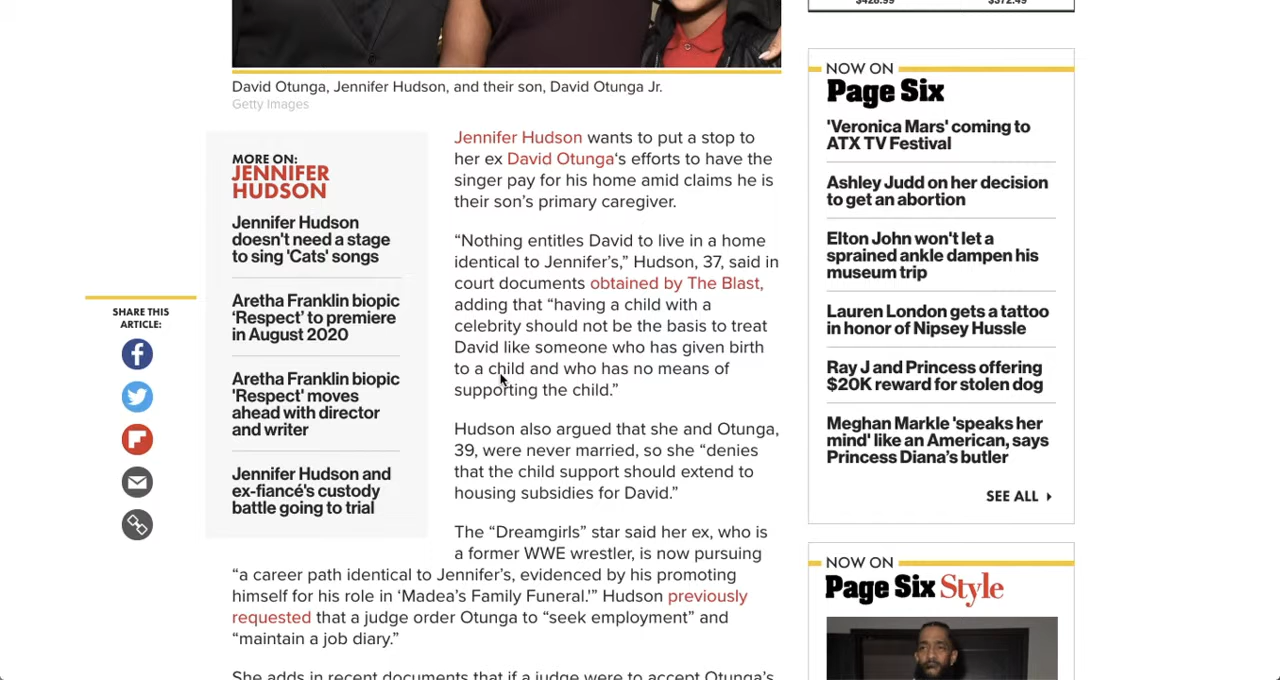 $428.99 $372.49
David Otunga, Jennifer Hudson, and their son, David Otunga Jr.
Getty Images
SHARE THIS
ARTICLE:
MORE ON:
JENNIFER
HUDSON
Jennifer Hudson
doesn't need a stage
to sing 'Cats' songs
Aretha Franklin biopic
‘Respect’ to premiere
in August 2020
Aretha Franklin biopic
'Respect' moves
ahead with director
and writer
Jennifer Hudson and
ex-fiancé's custody
battle going to trial
Jennifer Hudson wants to put a stop to
her ex David Otunga‘s efforts to have the
singer pay for his home amid claims he is
their son’s primary caregiver.
“Nothing entitles David to live in a home
identical to Jennifer’s,” Hudson, 37, said in
court documents obtained by The Blast,
adding that “having a child with a
celebrity should not be the basis to treat
David like someone who has given birth
to a child and who has no means of
supporting the child.”
Hudson also argued that she and Otunga,
39, were never married, so she “denies
that the child support should extend to
housing subsidies for David.”
The “Dreamgirls” star said her ex, who is
a former WWE wrestler, is now pursuing
“a career path identical to Jennifer’s, evidenced by his promoting
himself for his role in ‘Madea’s Family Funeral.’” Hudson previously
requested that a judge order Otunga to “seek employment” and
“maintain a job diary.”
She adds in recent documents that if a judge were to accept Otunga’s
NOW ON
Page Six
'Veronica Mars' coming to
ATX TV Festival
Ashley Judd on her decision
to get an abortion
Elton John won't let a
sprained ankle dampen his
museum trip
Lauren London gets a tattoo
in honor of Nipsey Hussle
Ray J and Princess offering
$20K reward for stolen dog
Meghan Markle 'speaks her
mind' like an American, says
Princess Diana’s butler
SEE ALL
NOW ON
Page Six Style